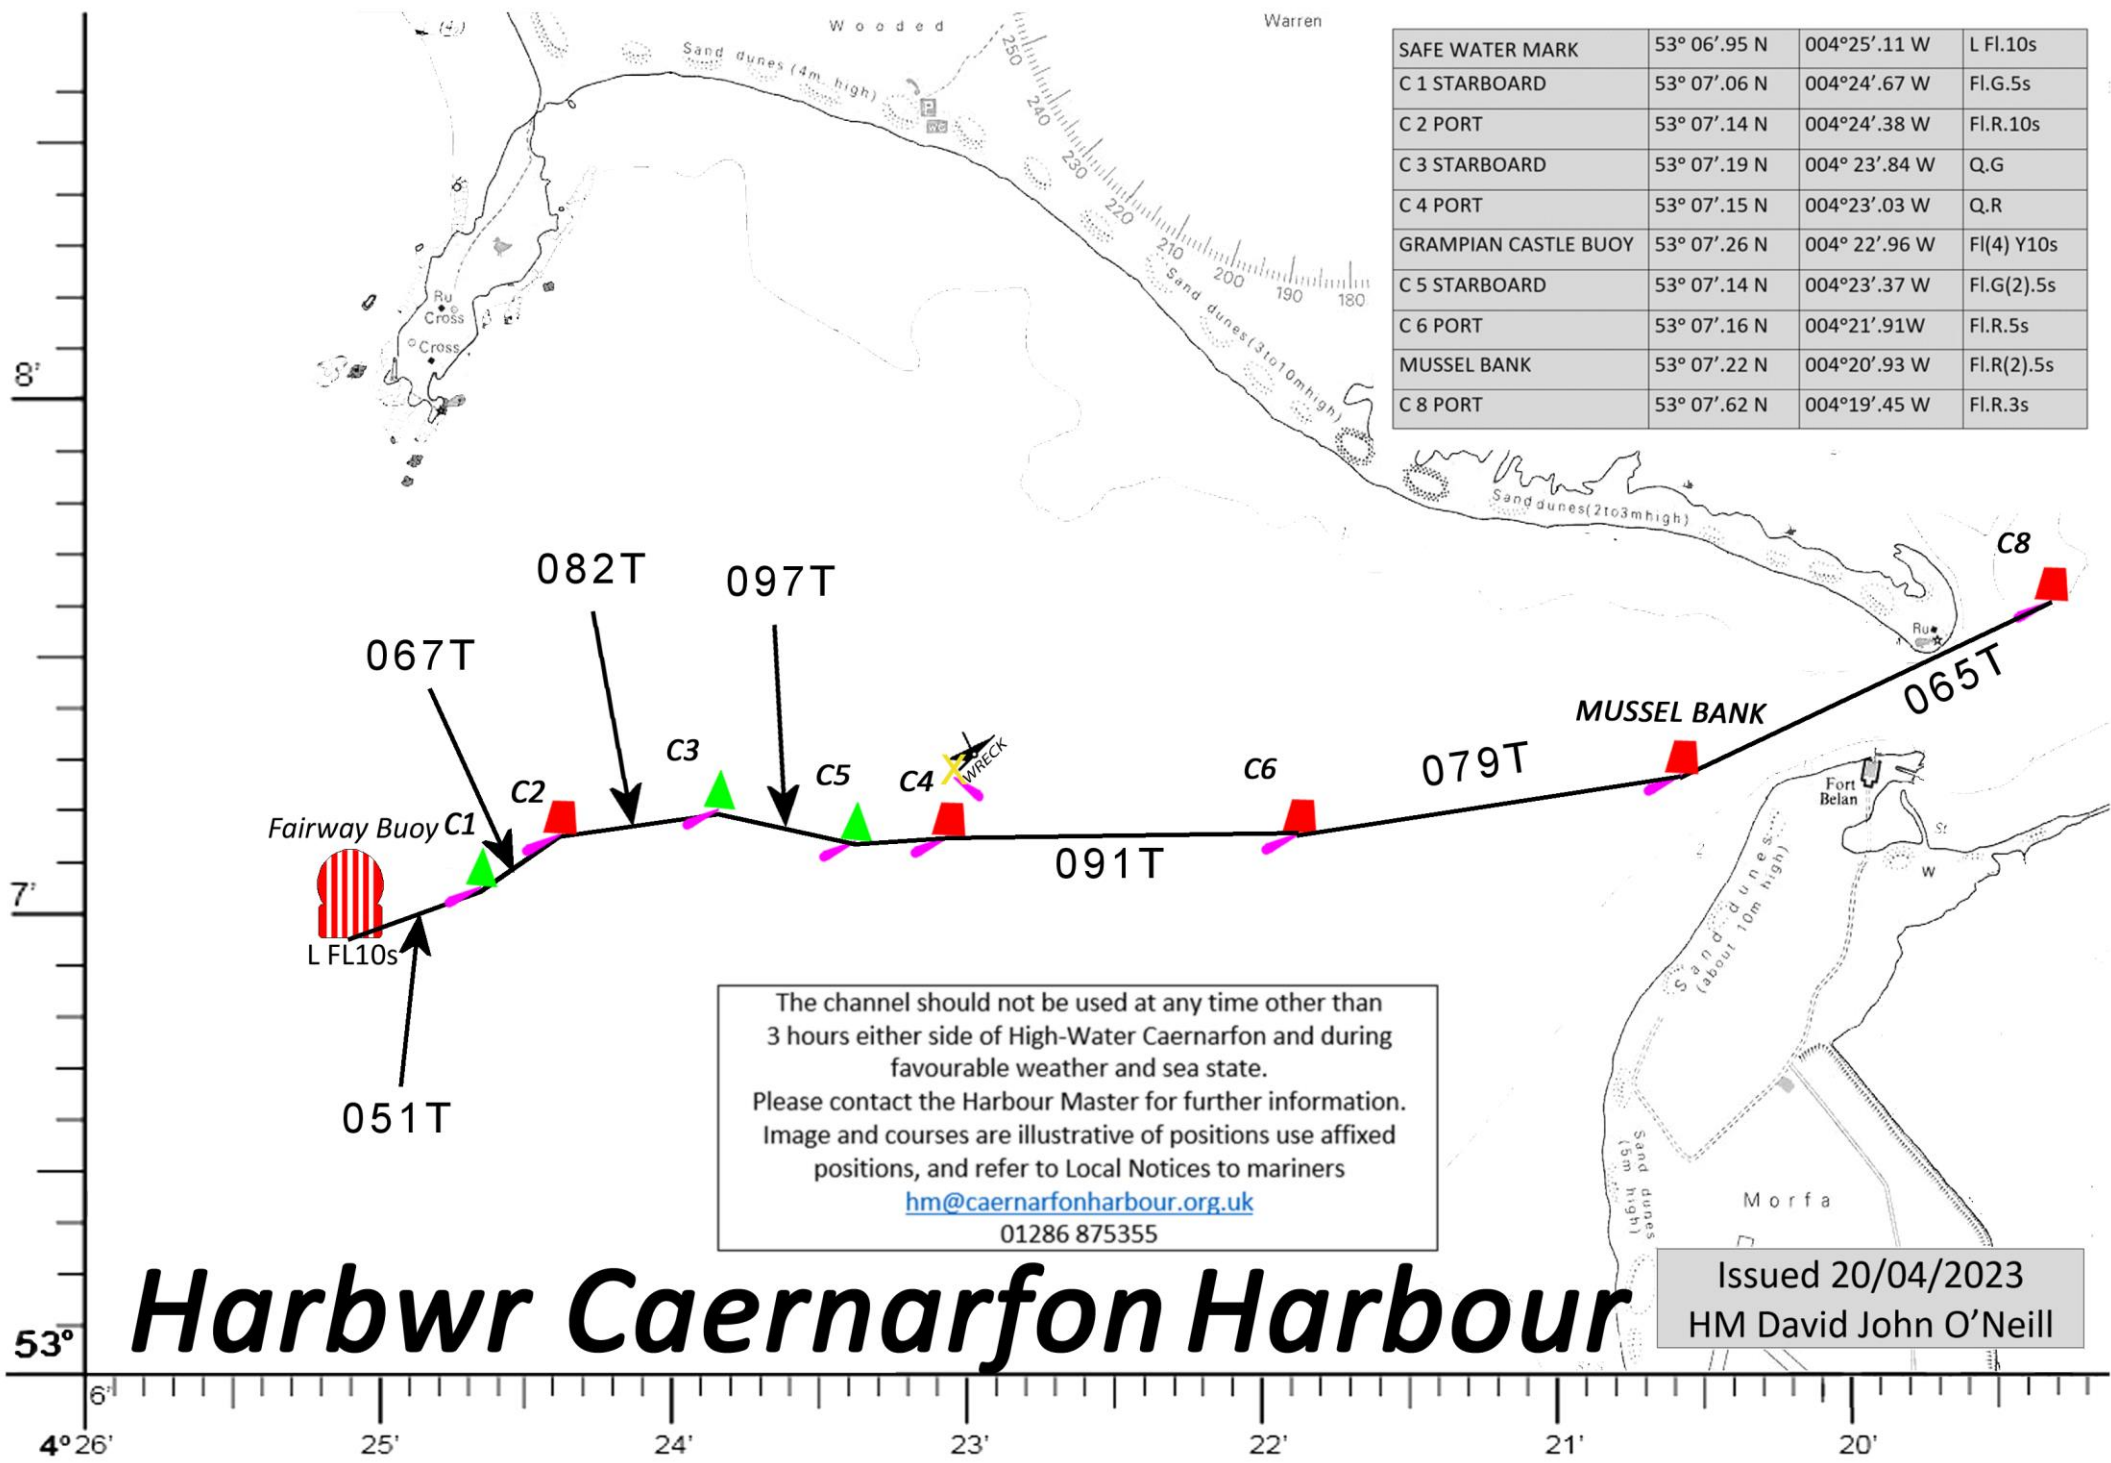 Wooded
Warren
Sand dunes (4m. high)
P
WC
250
240
230
220
210
200
190
180
SAFE WATER MARK 53° 06'.95 N 004°25'.11 W L Fl.10s
C 1 STARBOARD 53° 07'.06 N 004°24'.67 W Fl.G.5s
C 2 PORT 53° 07'.14 N 004°24'.38 W Fl.R.10s
C 3 STARBOARD 53° 07'.19 N 004° 23'.84 W Q.G
C 4 PORT 53° 07'.15 N 004°23'.03 W Q.R
GRAMPIAN CASTLE BUOY 53° 07'.26 N 004° 22'.96 W Fl(4) Y10s
C 5 STARBOARD 53° 07'.14 N 004°23'.37 W Fl.G(2).5s
C 6 PORT 53° 07'.16 N 004°21'.91W Fl.R.5s
MUSSEL BANK 53° 07'.22 N 004°20'.93 W Fl.R(2).5s
C 8 PORT 53° 07'.62 N 004°19'.45 W Fl.R.3s
Ru
Cross
Cross
Sand dunes(3to10mhigh)
Sand dunes(2to3mhigh)
8'
C8
Ru
082T
097T
067T
065T
MUSSEL BANK
C3
C5
C4
WRECK
C6
079T
C2
Fairway Buoy C1
091T
Fort
Belan
St
W
7'
L FL10s
051T
Sand dunes
(about 10m high)
The channel should not be used at any time other than
3 hours either side of High-Water Caernarfon and during
favourable weather and sea state.
Please contact the Harbour Master for further information.
Image and courses are illustrative of positions use affixed
positions, and refer to Local Notices to mariners
hm@caernarfonharbour.org.uk
01286 875355
Sand dunes
(5m high)
Morfa
Harbwr Caernarfon Harbour
Issued 20/04/2023
HM David John O'Neill
53°
6'
4° 26' 25' 24' 23' 22' 21' 20'